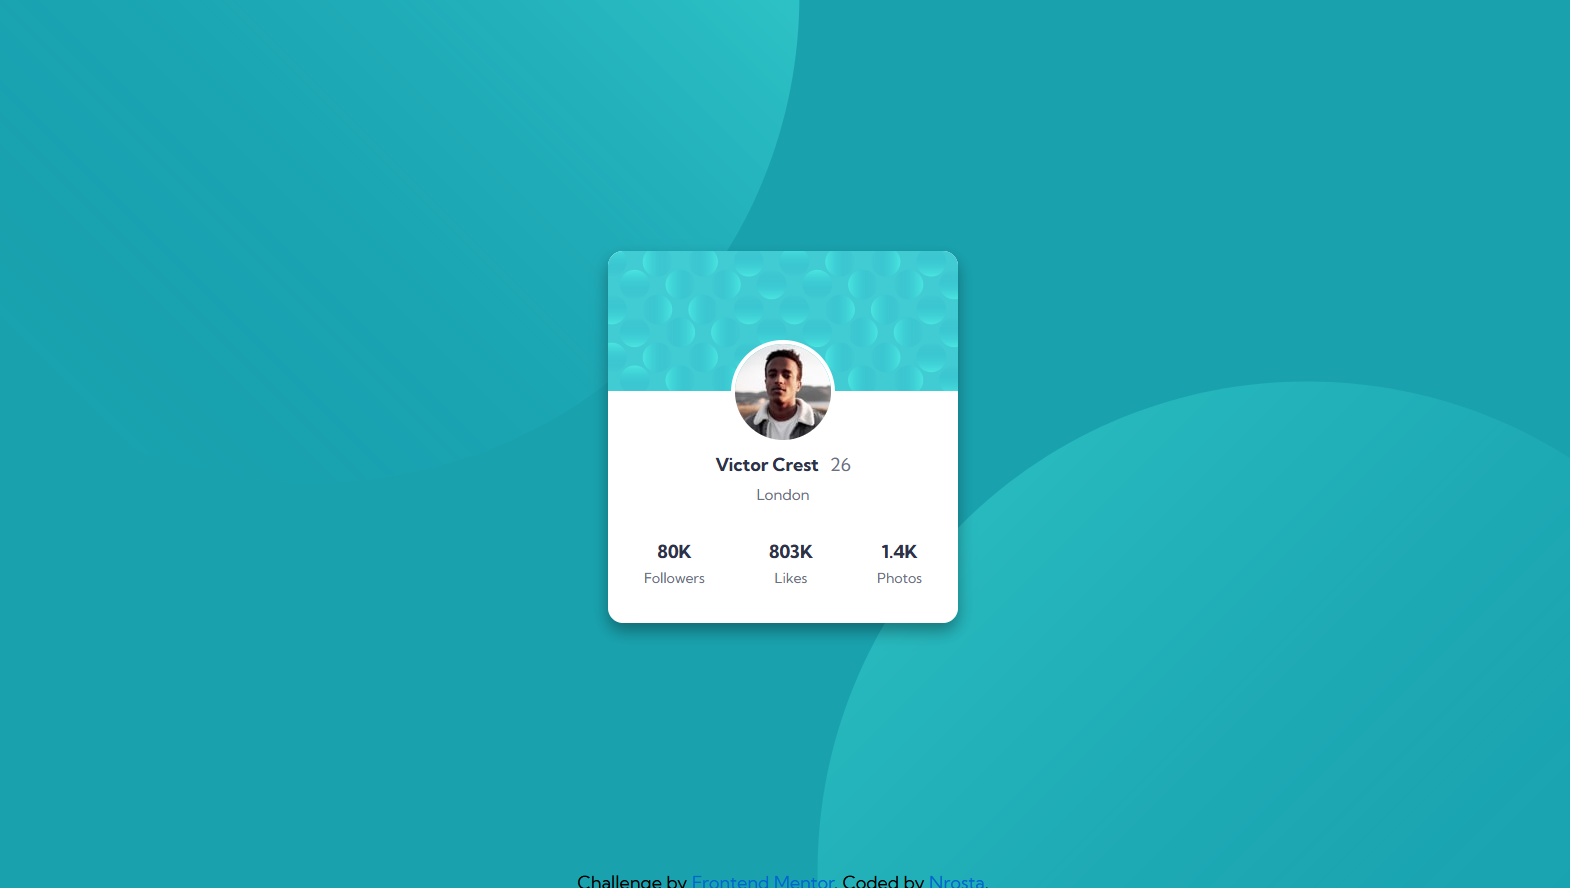 Victor Crest 26
London
80K 803K 1.4K
Followers Likes Photos
Challenge by Frontend Mentor. Coded by Nrosta.